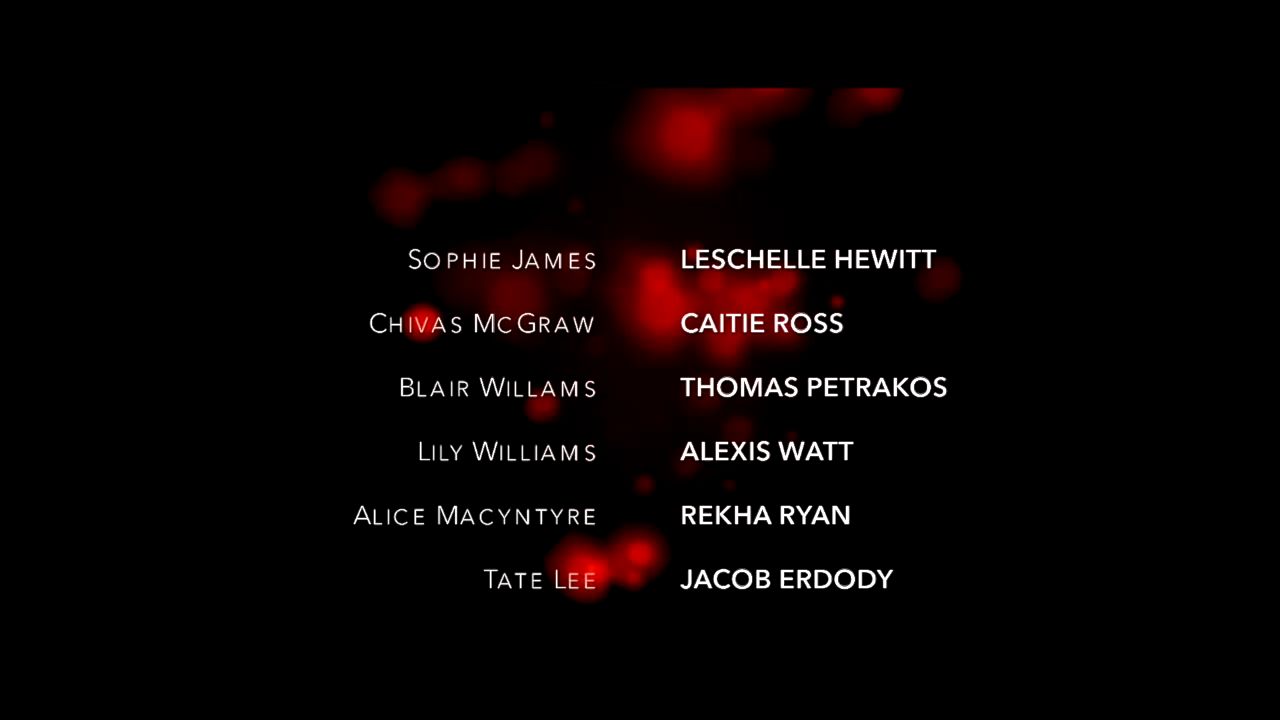 Sophie James LESCHELLE HEWITT
Chivas McGraw CAITIE ROSS
Blair Willams THOMAS PETRAKOS
Lily Williams ALEXIS WATT
Alice Macyntyre REKHA RYAN
Tate Lee JACOB ERDODY